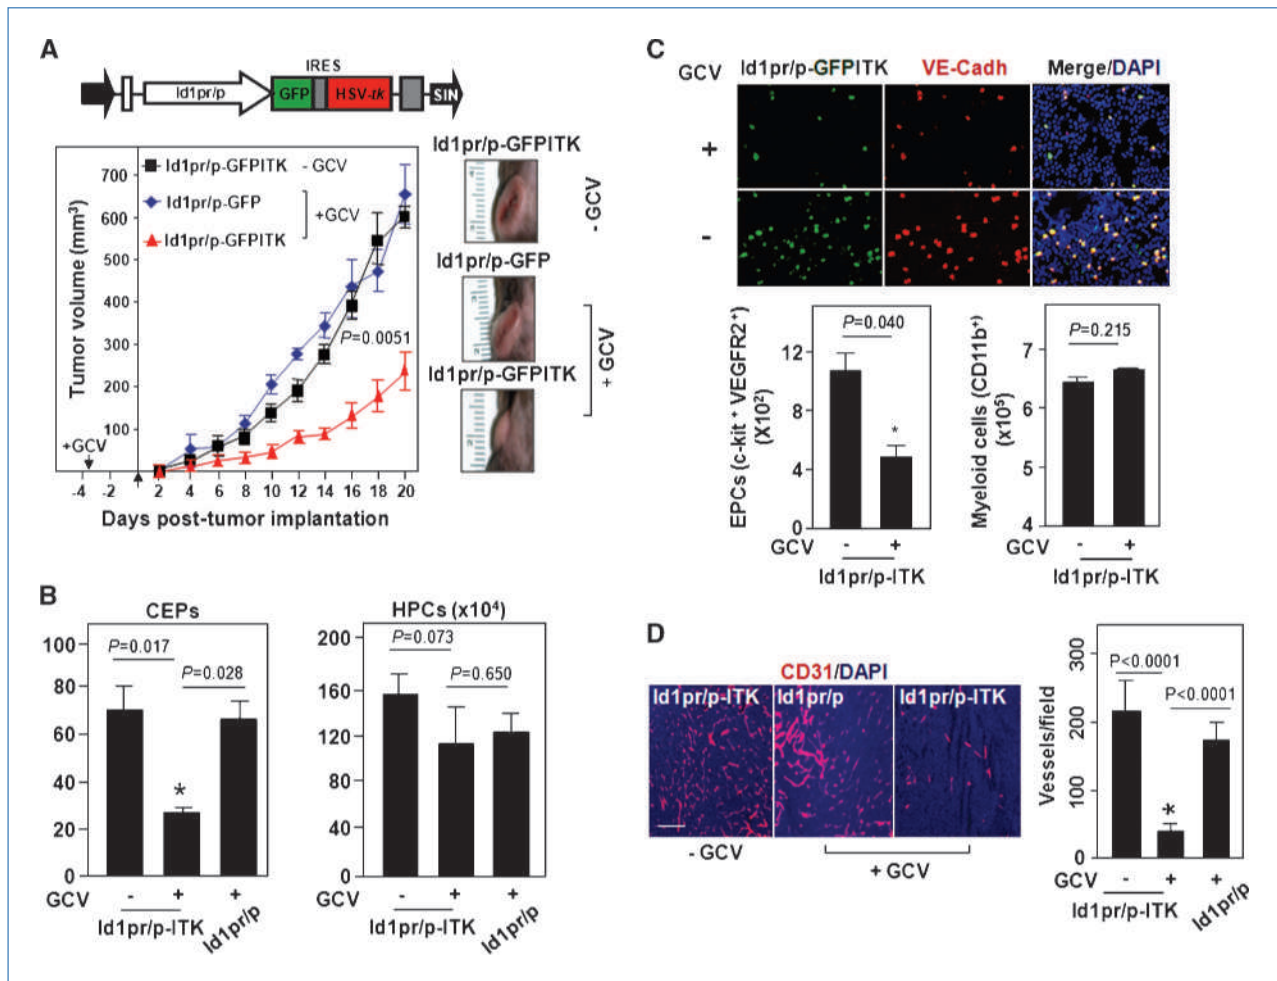 A
IRES
Id1pr/p
GFP
HSV-tk
SIN
Id1pr/p-GFPITK - GCV
Id1pr/p-GFP
+GCV
Id1pr/p-GFPITK
Tumor volume (mm³)
700
600
500
400
300
200
100
P=0.0051
+GCV
-4 -2 2 4 6 8 10 12 14 16 18 20
Days post-tumor implantation
Id1pr/p-GFPITK
- GCV
Id1pr/p-GFP
Id1pr/p-GFPITK
+ GCV
B
CEPs
100
80
60
40
20
0
P=0.017
P=0.028
*
GCV - + +
Id1pr/p-ITK
Id1pr/p
HPCs (x10⁴)
200
160
120
80
40
0
P=0.073
P=0.650
GCV - + +
Id1pr/p-ITK
Id1pr/p
C
GCV
Id1pr/p-GFPITK
VE-Cadh
Merge/DAPI
+
-
EPCs (c-kit⁺ VEGFR2⁺)
(X10²)
12
8
4
0
P=0.040
*
GCV - +
Id1pr/p-ITK
Myeloid cells (CD11b⁺)
(x10⁵)
7
6
5
4
P=0.215
GCV - +
Id1pr/p-ITK
D
CD31/DAPI
Id1pr/p-ITK
Id1pr/p
Id1pr/p-ITK
- GCV
+ GCV
Vessels/field
300
200
100
0
P<0.0001
P<0.0001
*
GCV - + +
Id1pr/p-ITK
Id1pr/p